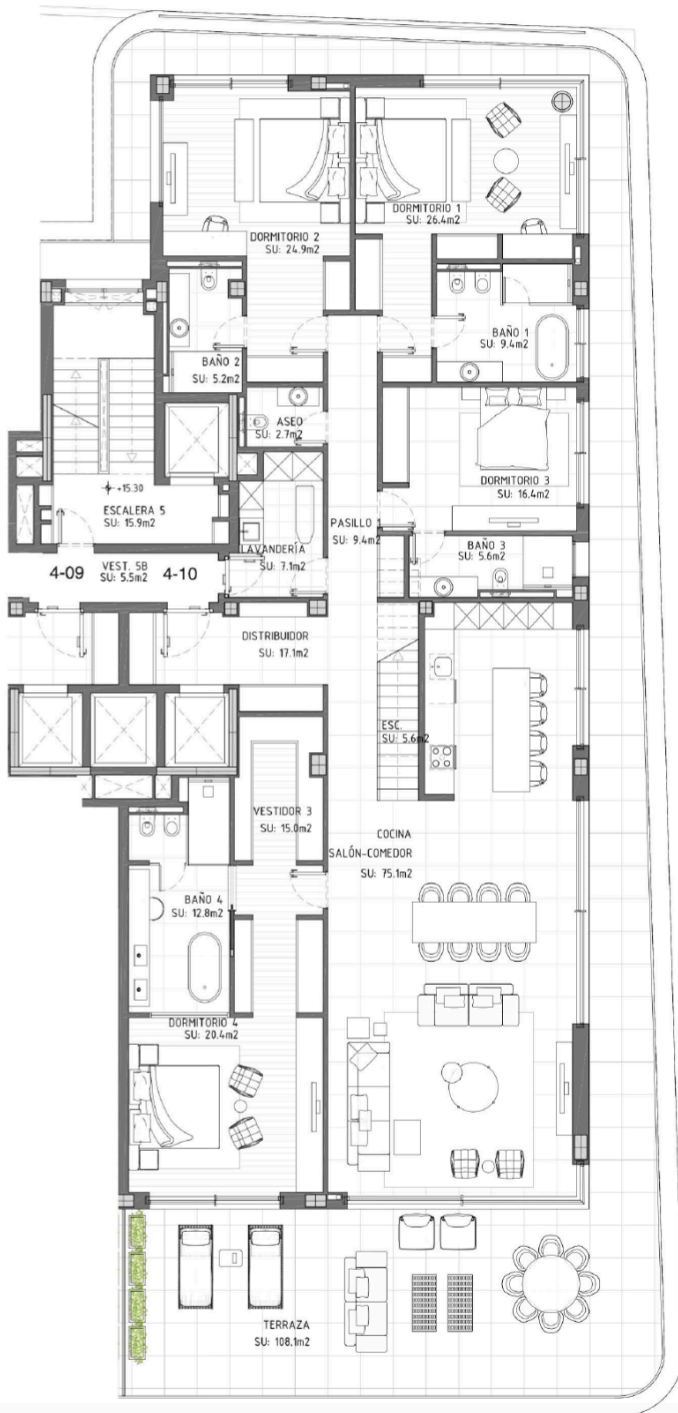 DORMITORIO 1
SU: 26.4m2
DORMITORIO 2
SU: 24.9m2
BAÑO 1
SU: 9.4m2
BAÑO 2
SU: 5.2m2
ASEO
SU: 2.7m2
DORMITORIO 3
SU: 16.4m2
+15.30
ESCALERA 5
SU: 15.9m2
PASILLO 1
SU: 9.4m2
LAVANDERÍA
SU: 7.1m2
BAÑO 3
SU: 5.6m2
4-09
VEST. 5B
SU: 5.5m2
4-10
DISTRIBUIDOR
SU: 17.1m2
ESC.
SU: 5.6m2
VESTIDOR 3
SU: 15.0m2
COCINA
SALÓN-COMEDOR
SU: 75.1m2
BAÑO 4
SU: 12.8m2
DORMITORIO 4
SU: 20.4m2
TERRAZA
SU: 108.1m2